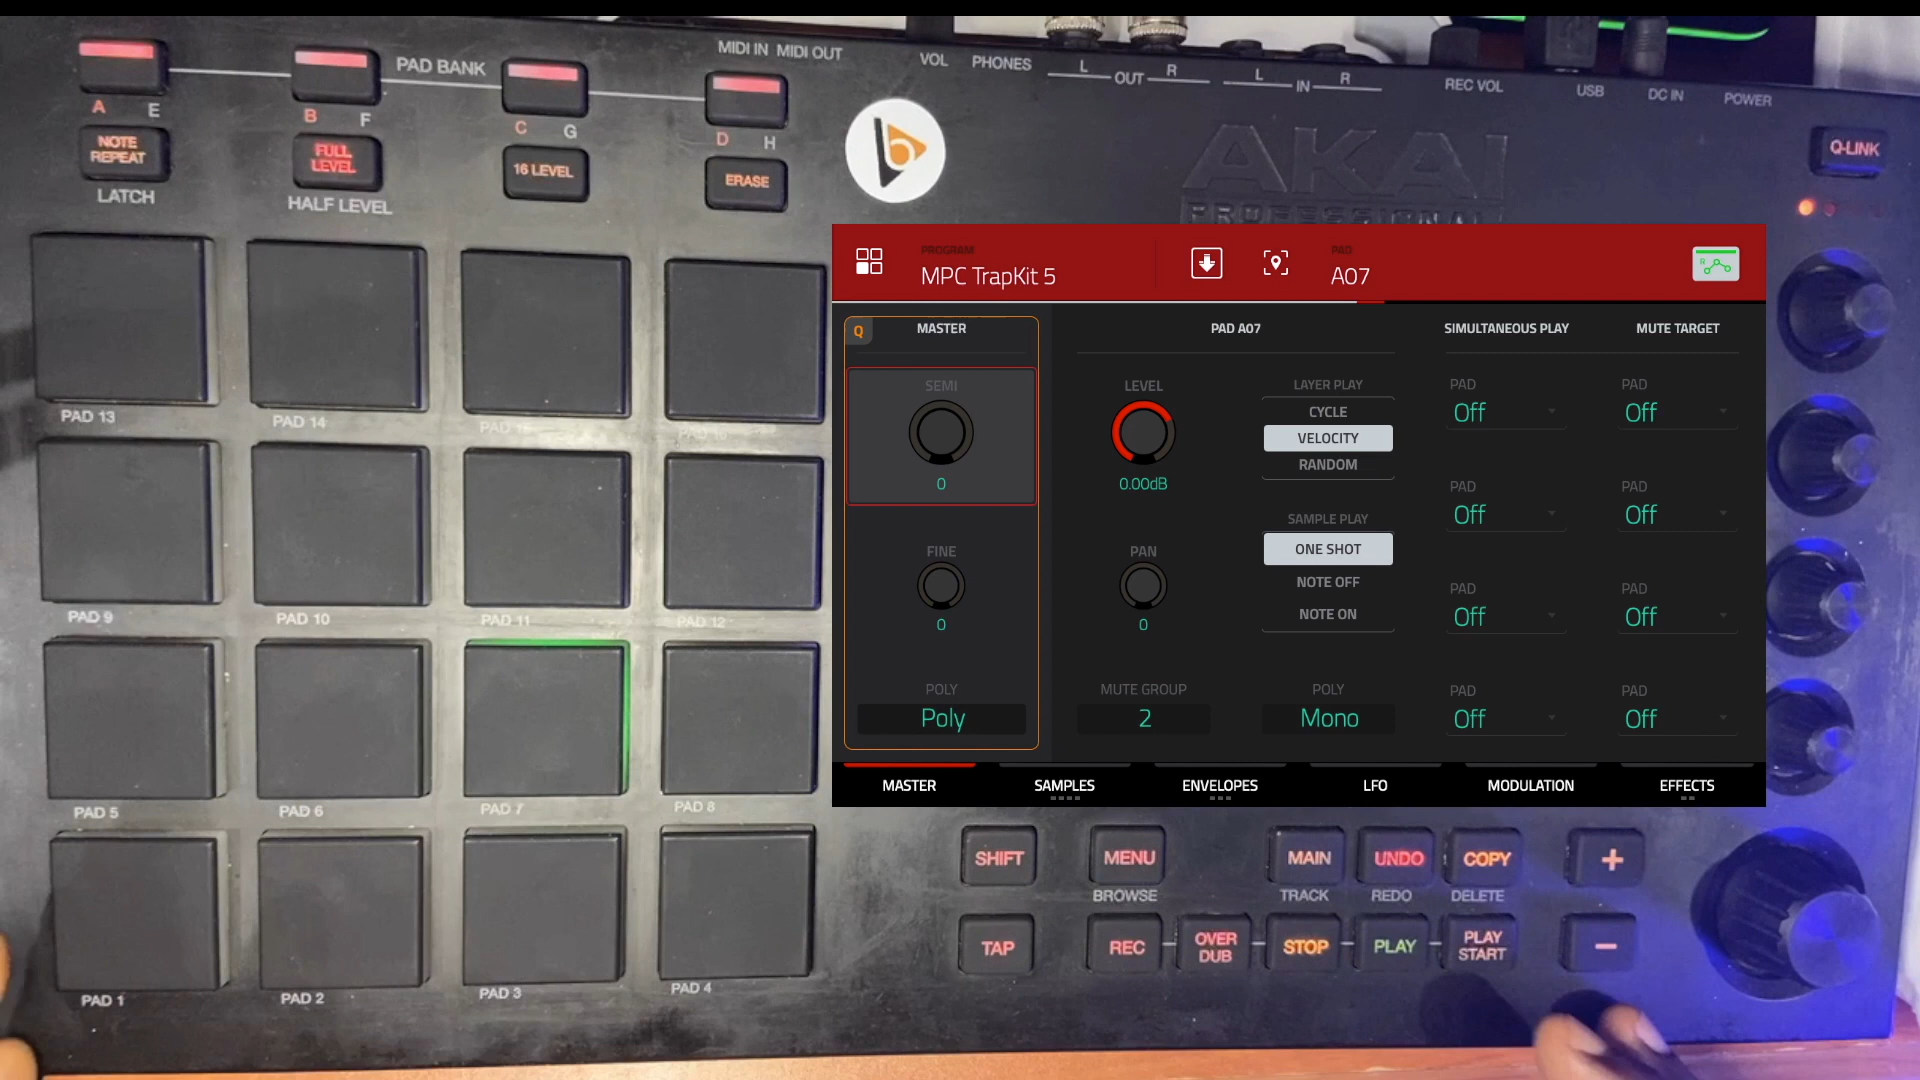 MIDI IN MIDI OUT
VOL
PHONES
L
OUT
R
L
IN
R
REC VOL
USB
DC IN
POWER
PAD BANK
A E
B F
C G
D H
NOTE REPEAT
LATCH
FULL LEVEL
HALF LEVEL
16 LEVEL
ERASE
AKAI
PROFESSIONAL
Q-LINK
PROGRAM
MPC TrapKit 5
PAD
A07
R
Q
MASTER
PAD A07
SIMULTANEOUS PLAY
MUTE TARGET
SEMI
0
LEVEL
0.00dB
LAYER PLAY
CYCLE
VELOCITY
RANDOM
PAD
Off
PAD
Off
FINE
0
PAN
0
SAMPLE PLAY
ONE SHOT
NOTE OFF
NOTE ON
PAD
Off
PAD
Off
PAD
Off
PAD
Off
POLY
Poly
MUTE GROUP
2
POLY
Mono
PAD
Off
PAD
Off
MASTER
SAMPLES
ENVELOPES
LFO
MODULATION
EFFECTS
PAD 13
PAD 14
PAD 9
PAD 10
PAD 11
PAD 12
PAD 5
PAD 6
PAD 7
PAD 8
PAD 1
PAD 2
PAD 3
PAD 4
SHIFT
MENU
BROWSE
MAIN
TRACK
UNDO
REDO
COPY
DELETE
+
TAP
REC
OVER DUB
STOP
PLAY
PLAY START
−